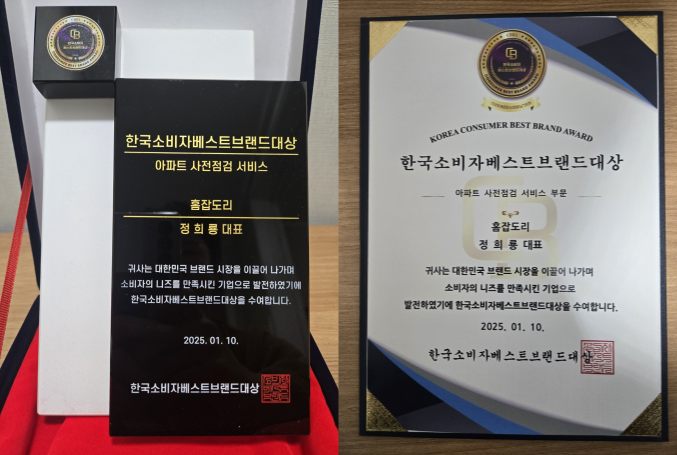 한국소비자베스트브랜드대상
아파트 사전점검 서비스
홈잡도리
정 희 룡 대표
귀사는 대한민국 브랜드 시장을 이끌어 나가며
소비자의 니즈를 만족시킨 기업으로 발전하였기에
한국소비자베스트브랜드대상을 수여합니다.
2025. 01. 10.
한국소비자베스트브랜드대상
KOREA CONSUMER BEST BRAND AWARD
한국소비자베스트브랜드대상
아파트 사전점검 서비스 부문
홈잡도리
정 희 룡 대표
귀사는 대한민국 브랜드 시장을 이끌어 나가며
소비자의 니즈를 만족시킨 기업으로
발전하였기에 한국소비자베스트브랜드대상을 수여합니다.
2025. 01. 10.
한국소비자베스트브랜드대상